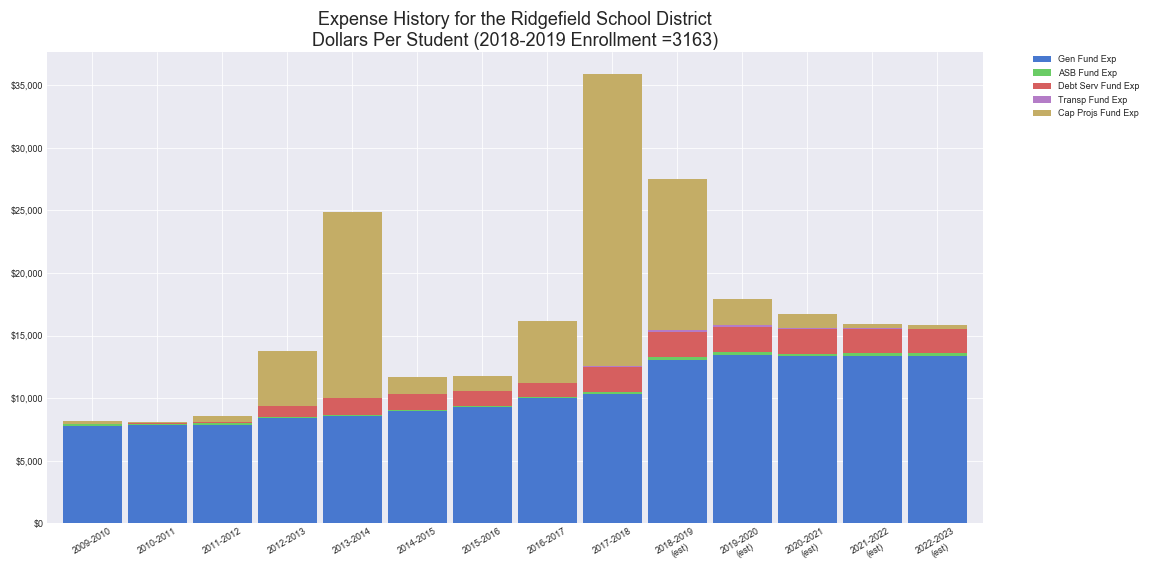 Expense History for the Ridgefield School District
Dollars Per Student (2018-2019 Enrollment =3163)
Gen Fund Exp
ASB Fund Exp
Debt Serv Fund Exp
Transp Fund Exp
Cap Projs Fund Exp
$35,000
$30,000
$25,000
$20,000
$15,000
$10,000
$5,000
$0
2009-2010
2010-2011
2011-2012
2012-2013
2013-2014
2014-2015
2015-2016
2016-2017
2017-2018
2018-2019
(est)
2019-2020
(est)
2020-2021
(est)
2021-2022
(est)
2022-2023
(est)